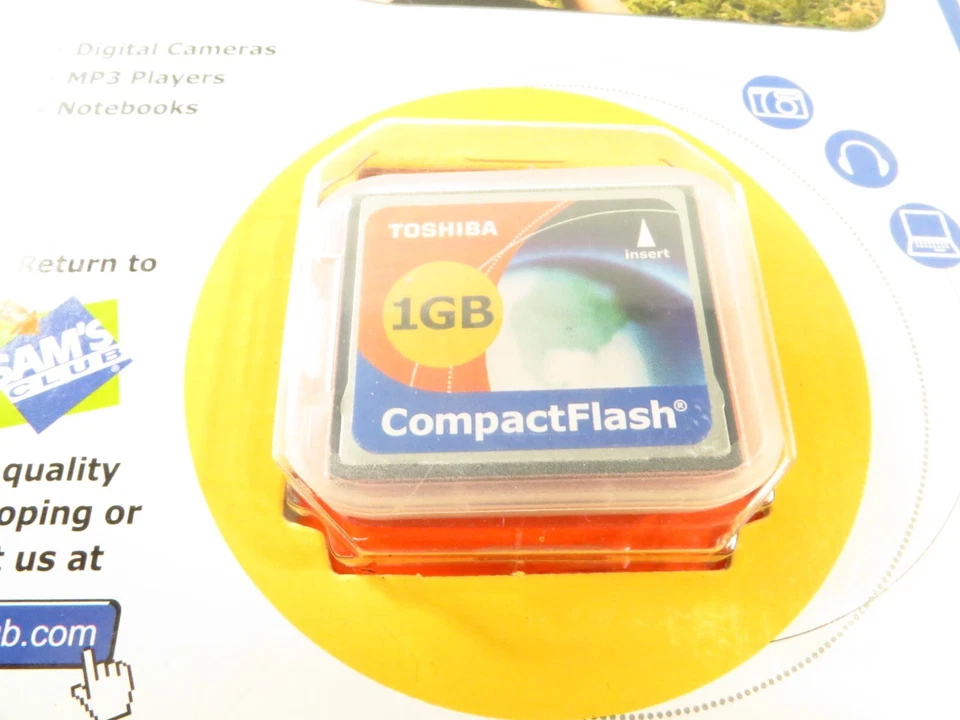 - Digital Cameras
- MP3 Players
- Notebooks
Return to
SAM'S
CLUB®
TOSHIBA
insert
1GB
CompactFlash®
quality
oping or
t us at
b.com